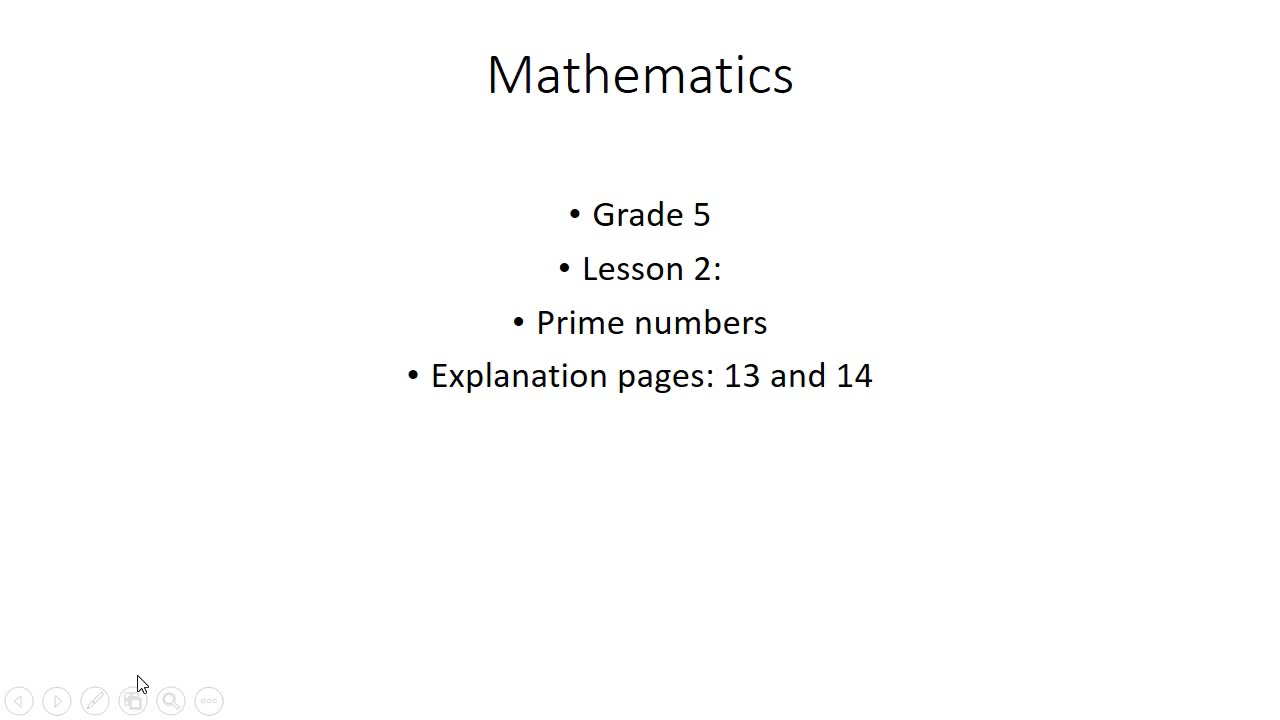 Mathematics
• Grade 5
• Lesson 2:
• Prime numbers
• Explanation pages: 13 and 14